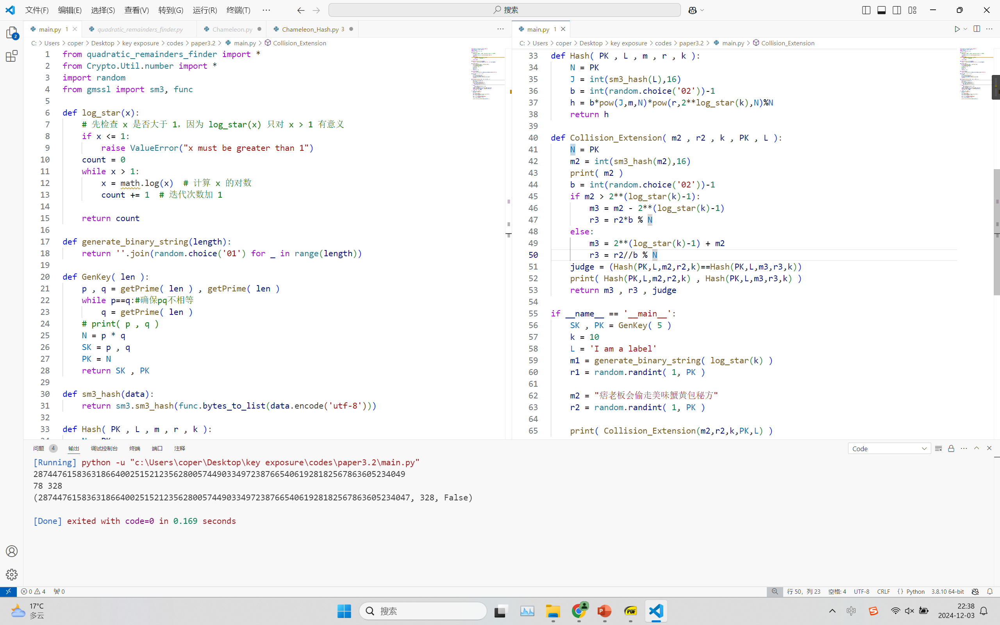 文件(F) 编辑(E) 选择(S) 查看(V) 转到(G) 运行(R) 终端(T) ··· 搜索
main.py 1 quadratic_remainders_finder.py Chameleon.py Chameleon_Hash.py 3
C: > Users > coper > Desktop > key exposure > codes > paper3.2 > main.py > Collision_Extension
1 from quadratic_remainders_finder import *
2 from Crypto.Util.number import *
3 import random
4 from gmssl import sm3, func
5
6 def log_star(x):
7 # 先检查 x 是否大于 1，因为 log_star(x) 只对 x > 1 有意义
8 if x <= 1:
9 raise ValueError("x must be greater than 1")
10 count = 0
11 while x > 1:
12 x = math.log(x) # 计算 x 的对数
13 count += 1 # 迭代次数加 1
14
15 return count
16
17 def generate_binary_string(length):
18 return ''.join(random.choice('01') for _ in range(length))
19
20 def GenKey( len ):
21 p , q = getPrime( len ) , getPrime( len )
22 while p==q:#确保pq不相等
23 q = getPrime( len )
24 # print( p , q )
25 N = p * q
26 SK = p , q
27 PK = N
28 return SK , PK
29
30 def sm3_hash(data):
31 return sm3.sm3_hash(func.bytes_to_list(data.encode('utf-8')))
32
33 def Hash( PK , L , m , r , k ):
34 N = PK
main.py 1
C: > Users > coper > Desktop > key exposure > codes > paper3.2 > main.py > Collision_Extension
33 def Hash( PK , L , m , r , k ):
34 N = PK
35 J = int(sm3_hash(L),16)
36 b = int(random.choice('02'))-1
37 h = b*pow(J,m,N)*pow(r,2**log_star(k),N)%N
38 return h
39
40 def Collision_Extension( m2 , r2 , k , PK , L ):
41 N = PK
42 m2 = int(sm3_hash(m2),16)
43 print( m2 )
44 b = int(random.choice('02'))-1
45 if m2 > 2**(log_star(k)-1):
46 m3 = m2 - 2**(log_star(k)-1)
47 r3 = r2*b % N
48 else:
49 m3 = 2**(log_star(k)-1) + m2
50 r3 = r2//b % N
51 judge = (Hash(PK,L,m2,r2,k)==Hash(PK,L,m3,r3,k))
52 print( Hash(PK,L,m2,r2,k) , Hash(PK,L,m3,r3,k) )
53 return m3 , r3 , judge
54
55 if __name__ == '__main__':
56 SK , PK = GenKey( 5 )
57 k = 10
58 L = 'I am a label'
59 m1 = generate_binary_string( log_star(k) )
60 r1 = random.randint( 1, PK )
61
62 m2 = "痞老板会偷走美味蟹黄包秘方"
63 r2 = random.randint( 1, PK )
64
65 print( Collision_Extension(m2,r2,k,PK,L) )
问题 4 输出 调试控制台 终端 端口 注释 Code
[Running] python -u "c:\Users\coper\Desktop\key exposure\codes\paper3.2\main.py"
28744761583631866400251521235628005744903349723876654061928182567863605234049
78 328
(28744761583631866400251521235628005744903349723876654061928182567863605234047, 328, False)
[Done] exited with code=0 in 0.169 seconds
0 4 0 行 50，列 23 空格: 4 UTF-8 CRLF {} Python 3.8.10 64-bit
17°C
多云
搜索
PDF
中
22:38
2024-12-03